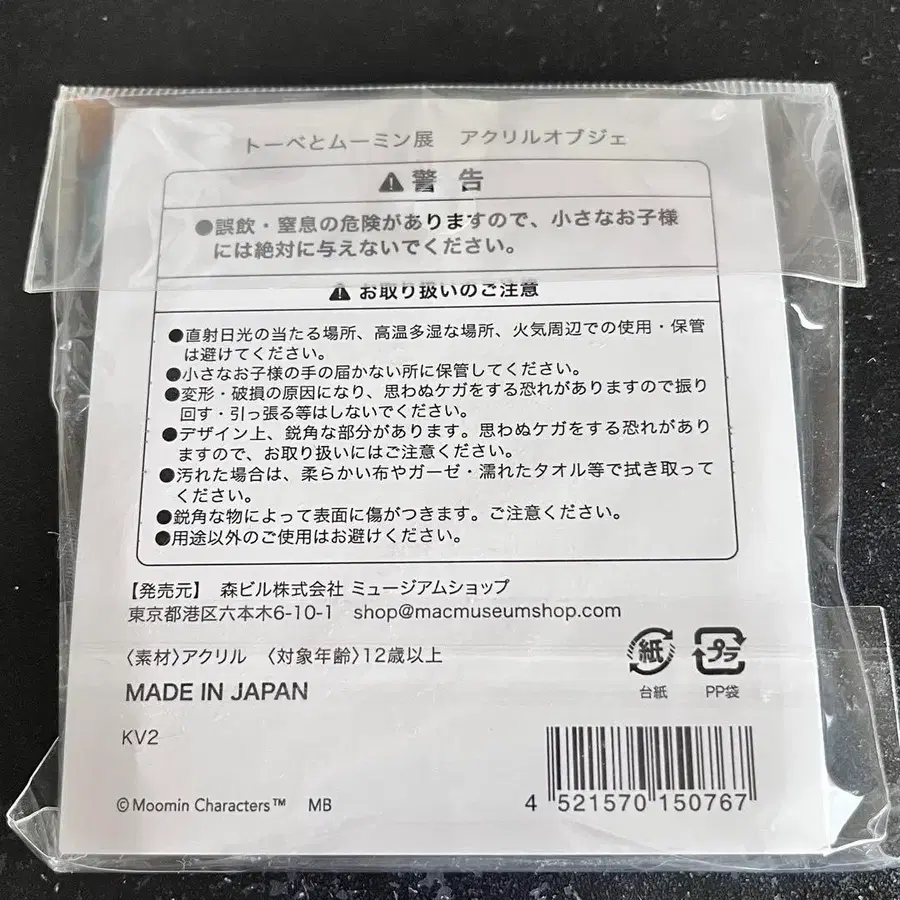 トーベとムーミン展　アクリルオブジェ
⚠警告
●誤飲・窒息の危険がありますので、小さなお子様
には絶対に与えないでください。
⚠お取り扱いのご注意
●直射日光の当たる場所、高温多湿な場所、火気周辺での使用・保管
は避けてください。
●小さなお子様の手の届かない所に保管してください。
●変形・破損の原因になり、思わぬケガをする恐れがありますので振り
回す・引っ張る等はしないでください。
●デザイン上、鋭角な部分があります。思わぬケガをする恐れがあり
ますので、お取り扱いにはご注意ください。
●汚れた場合は、柔らかい布やガーゼ・濡れたタオル等で拭き取って
ください。
●鋭角な物によって表面に傷がつきます。ご注意ください。
●用途以外のご使用はお避けください。
【発売元】　森ビル株式会社 ミュージアムショップ
東京都港区六本木6-10-1　shop@macmuseumshop.com
〈素材〉アクリル　〈対象年齢〉12歳以上
紙 プラ
台紙 PP袋
MADE IN JAPAN
KV2
©Moomin Characters™　MB
4 521570 150767